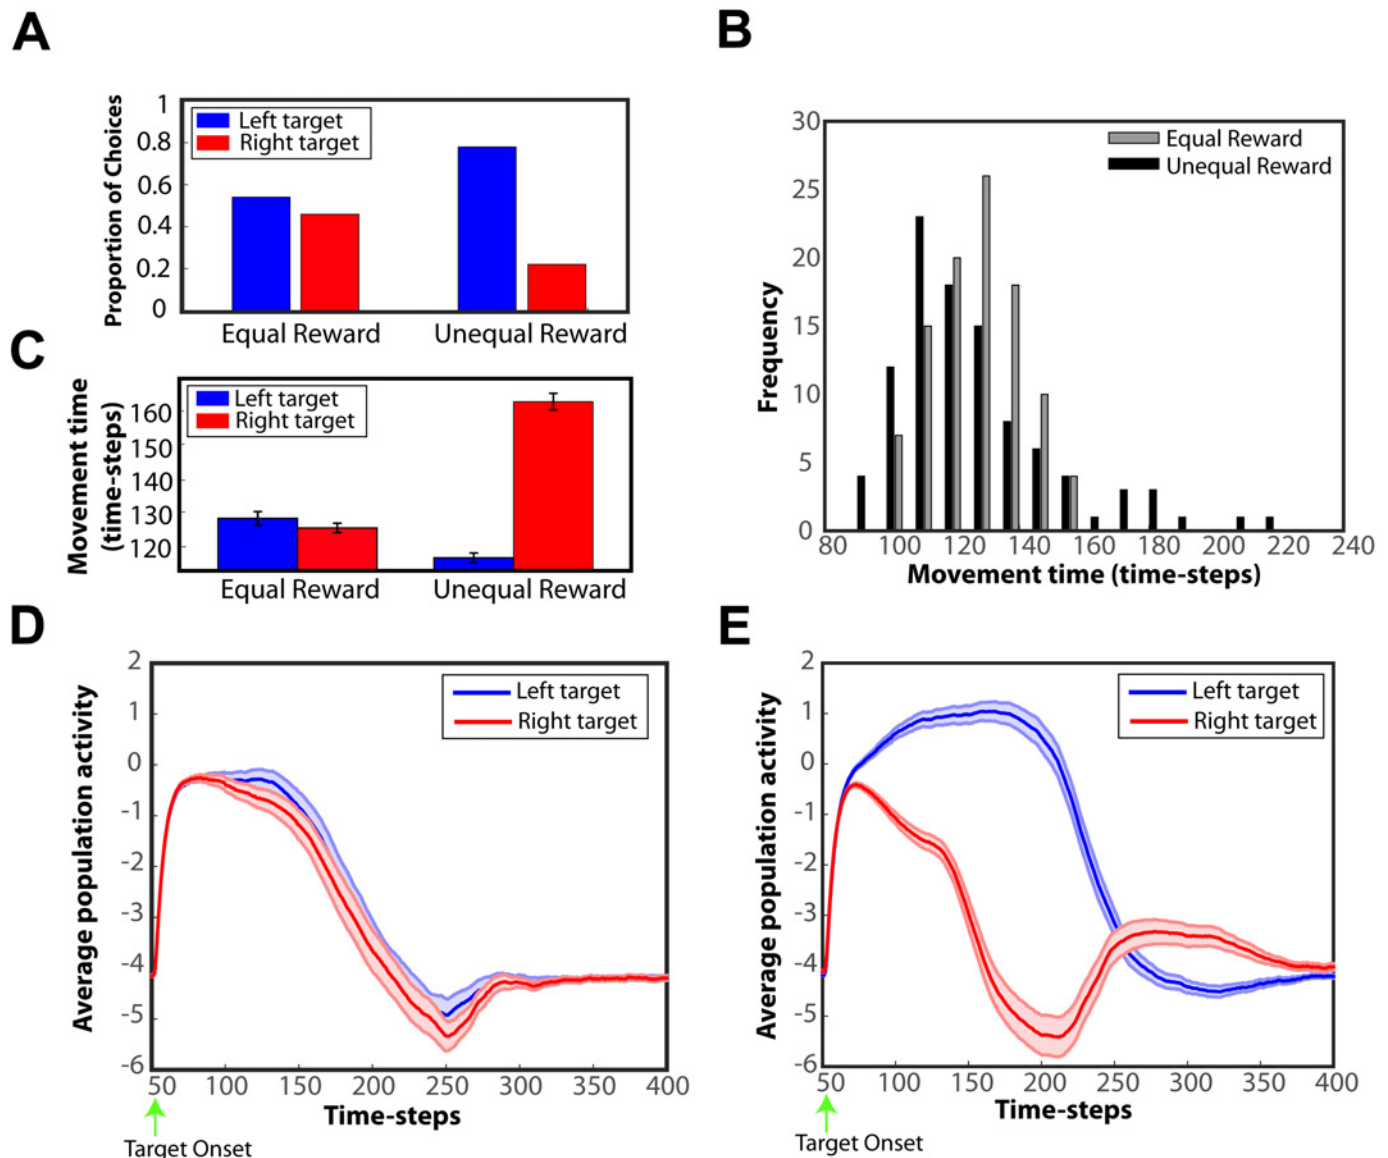 A
B
Proportion of Choices
1
0.8
0.6
0.4
0.2
0
Left target
Right target
Equal Reward
Unequal Reward
Frequency
30
25
20
15
10
5
0
Equal Reward
Unequal Reward
80 100 120 140 160 180 200 220 240
Movement time (time-steps)
C
Movement time
(time-steps)
160
150
140
130
120
Left target
Right target
Equal Reward
Unequal Reward
D
Average population activity
2
1
0
-1
-2
-3
-4
-5
-6
Left target
Right target
50 100 150 200 250 300 350 400
Time-steps
Target Onset
E
Average population activity
2
1
0
-1
-2
-3
-4
-5
-6
Left target
Right target
50 100 150 200 250 300 350 400
Time-steps
Target Onset